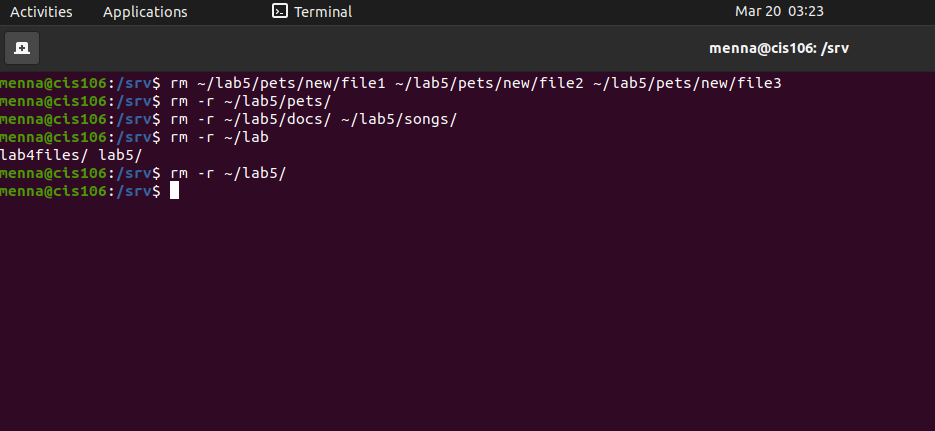 Activities Applications Terminal Mar 20 03:23
menna@cis106: /srv
menna@cis106:/srv$ rm ~/lab5/pets/new/file1 ~/lab5/pets/new/file2 ~/lab5/pets/new/file3
menna@cis106:/srv$ rm -r ~/lab5/pets/
menna@cis106:/srv$ rm -r ~/lab5/docs/ ~/lab5/songs/
menna@cis106:/srv$ rm -r ~/lab
lab4files/ lab5/
menna@cis106:/srv$ rm -r ~/lab5/
menna@cis106:/srv$